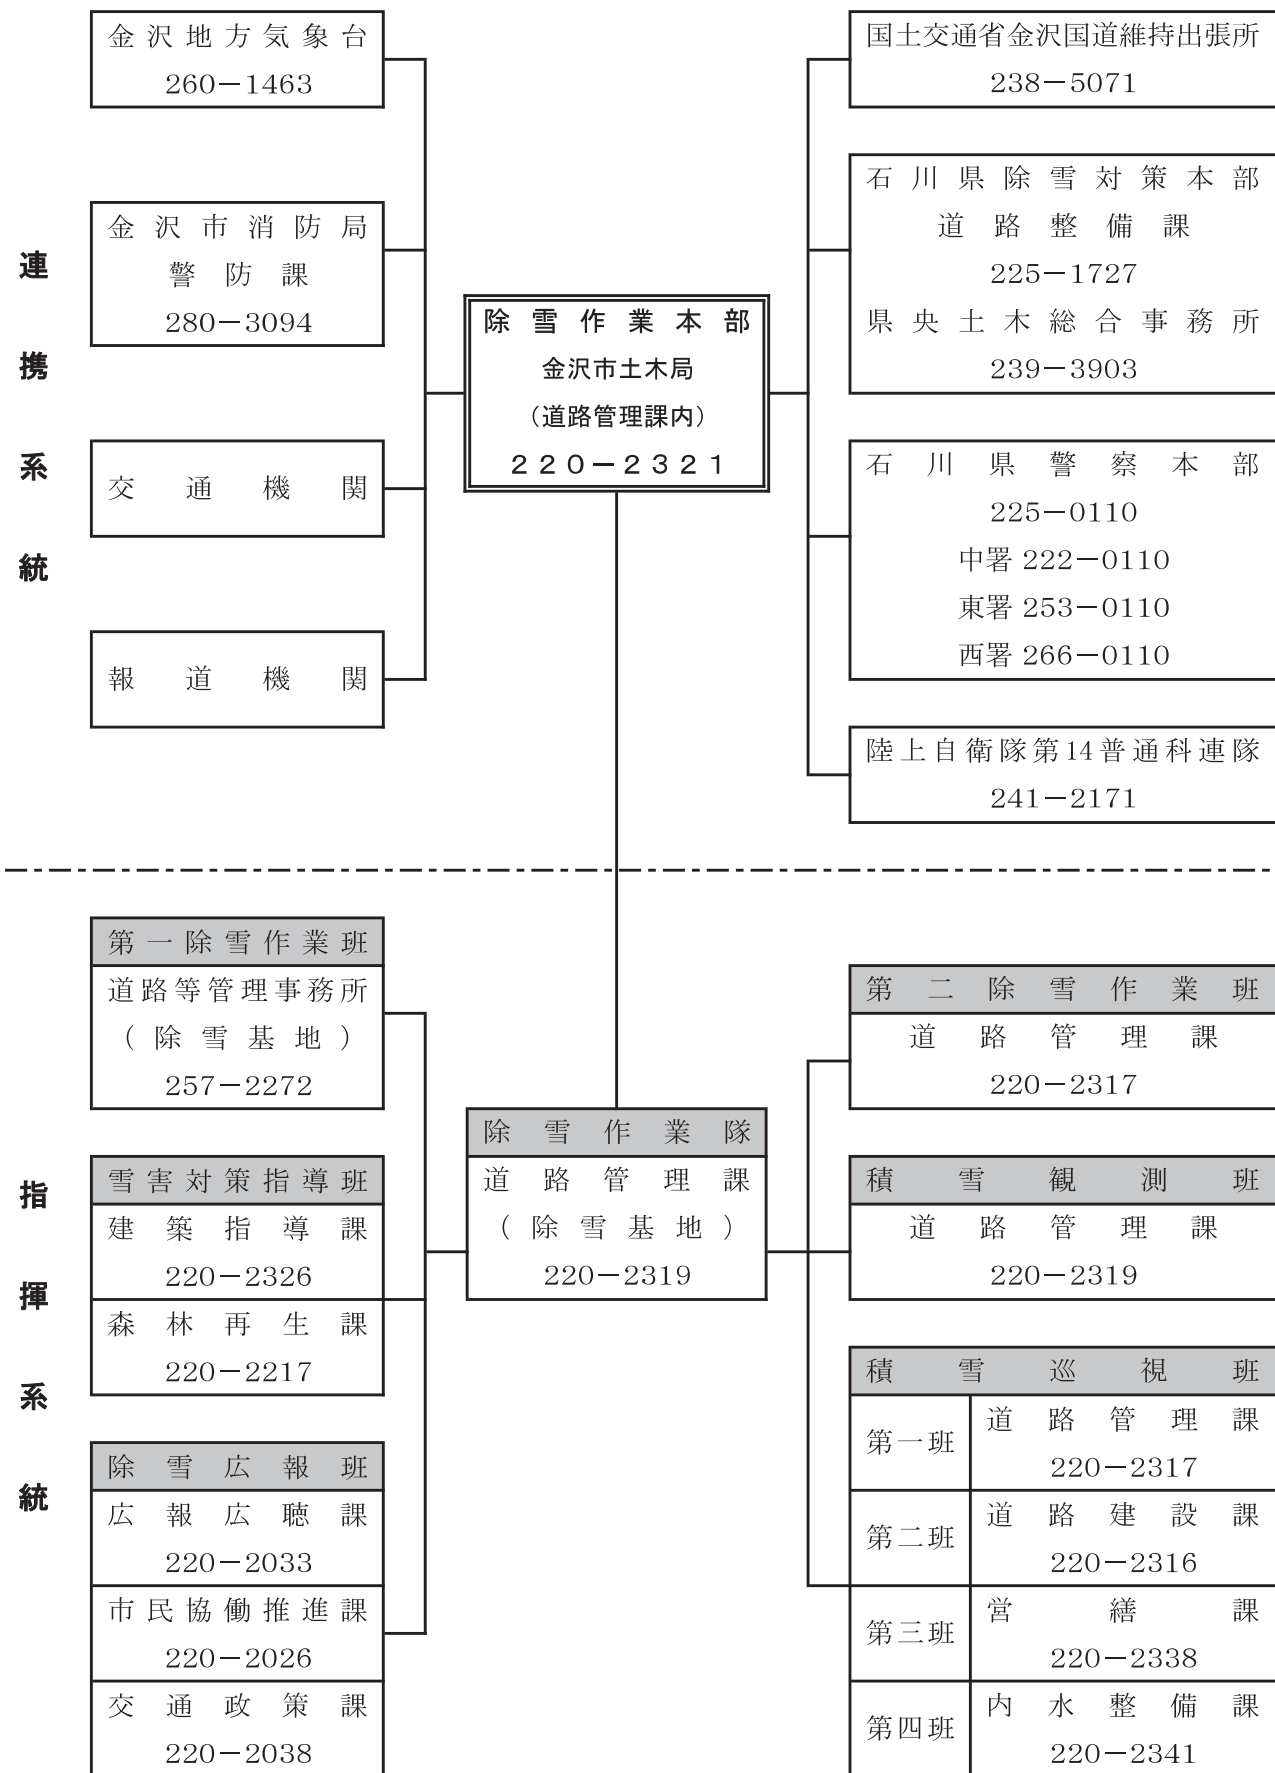 連携系統
金沢地方気象台
260－1463
金沢市消防局
警防課
280－3094
交通機関
報道機関
除雪作業本部
金沢市土木局
（道路管理課内）
２２０－２３２１
国土交通省金沢国道維持出張所
238－5071
石川県除雪対策本部
道路整備課
225－1727
県央土木総合事務所
239－3903
石川県警察本部
225－0110
中署 222－0110
東署 253－0110
西署 266－0110
陸上自衛隊第14普通科連隊
241－2171
指揮系統
第一除雪作業班
道路等管理事務所
（除雪基地）
257－2272
雪害対策指導班
建築指導課
220－2326
森林再生課
220－2217
除雪広報班
広報広聴課
220－2033
市民協働推進課
220－2026
交通政策課
220－2038
除雪作業隊
道路管理課
（除雪基地）
220－2319
第二除雪作業班
道路管理課
220－2317
積雪観測班
道路管理課
220－2319
積雪巡視班
第一班
道路管理課
220－2317
第二班
道路建設課
220－2316
第三班
営繕課
220－2338
第四班
内水整備課
220－2341